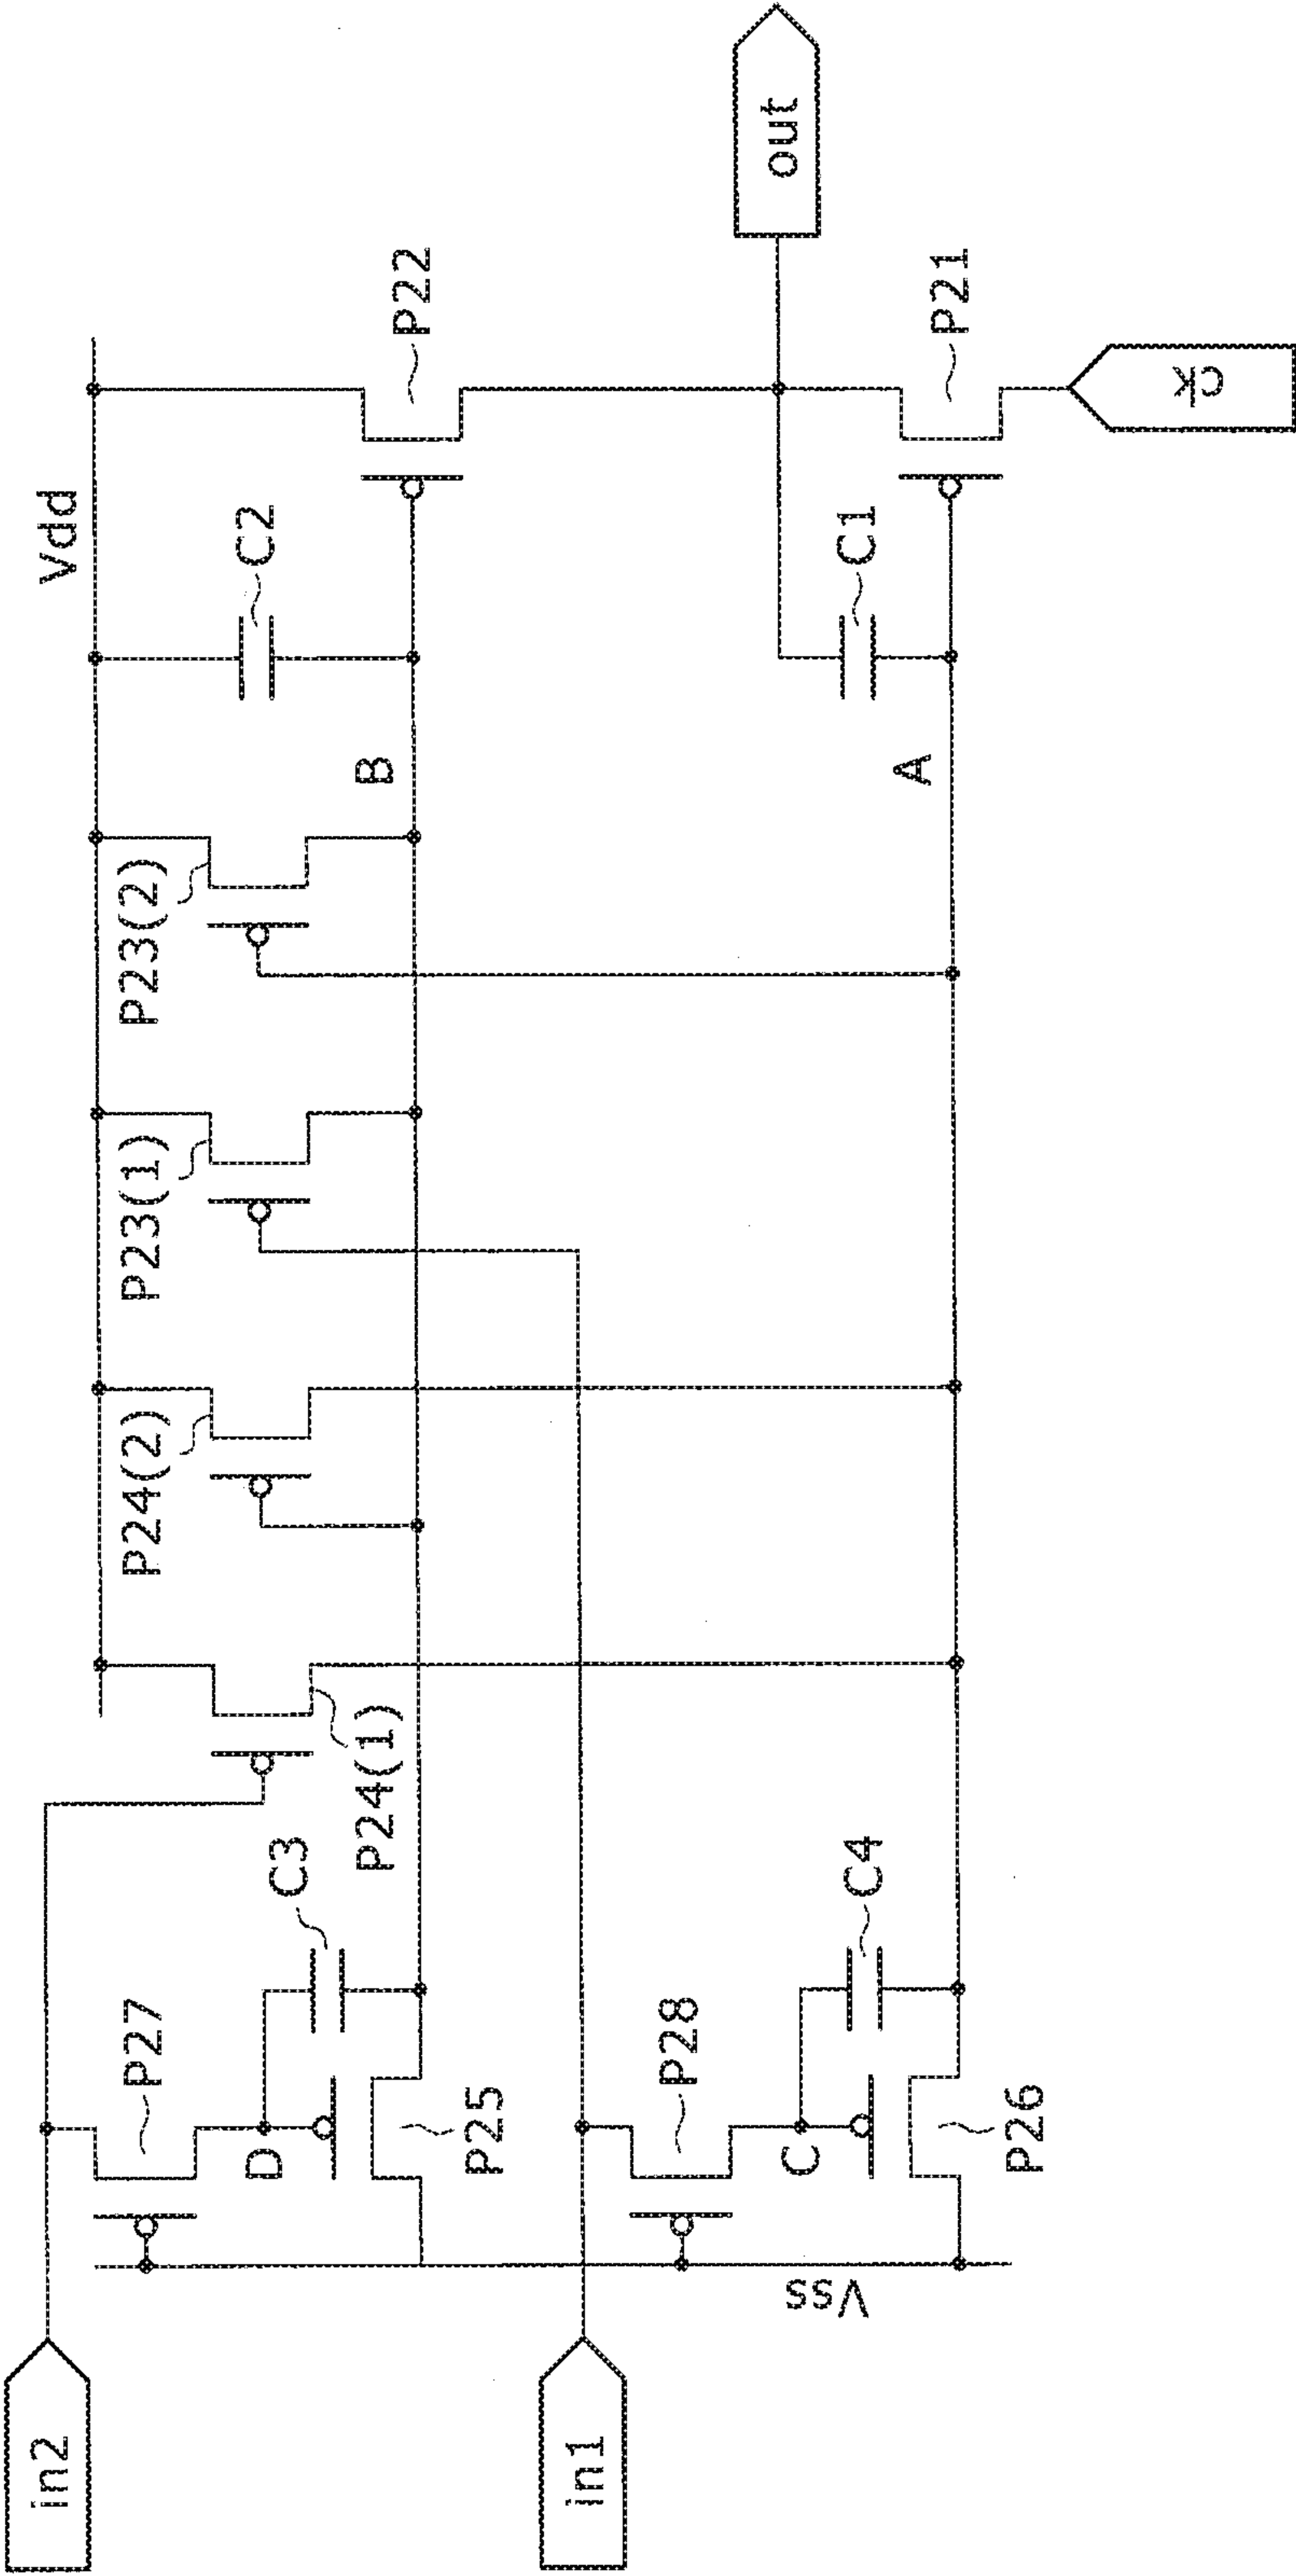 in2
P27
D
C3
P25
P24(1)
P24(2)
P23(1)
P23(2)
Vdd
C2
P22
B
in1
P28
C
C4
P26
Vss
A
C1
P21
out
ck